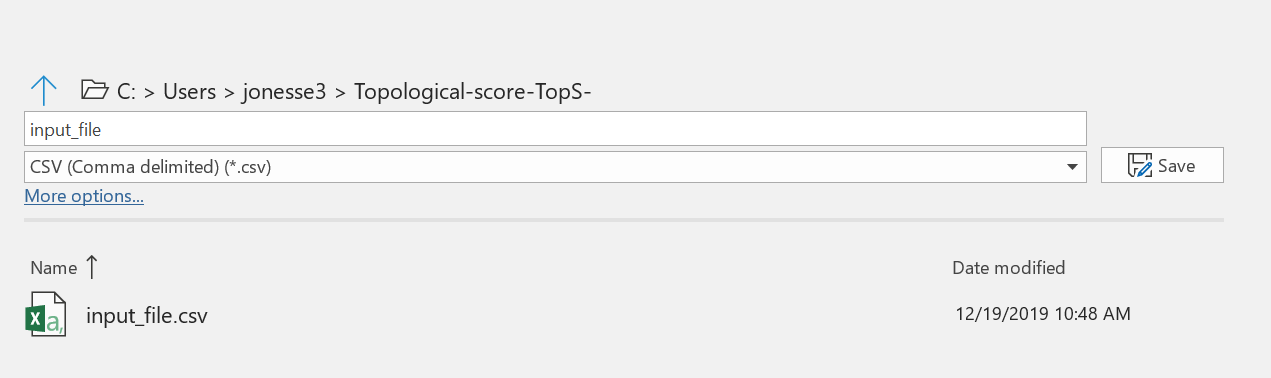 C: > Users > jonesse3 > Topological-score-TopS-
input_file
CSV (Comma delimited) (*.csv)
Save
More options...
Name Date modified
input_file.csv 12/19/2019 10:48 AM